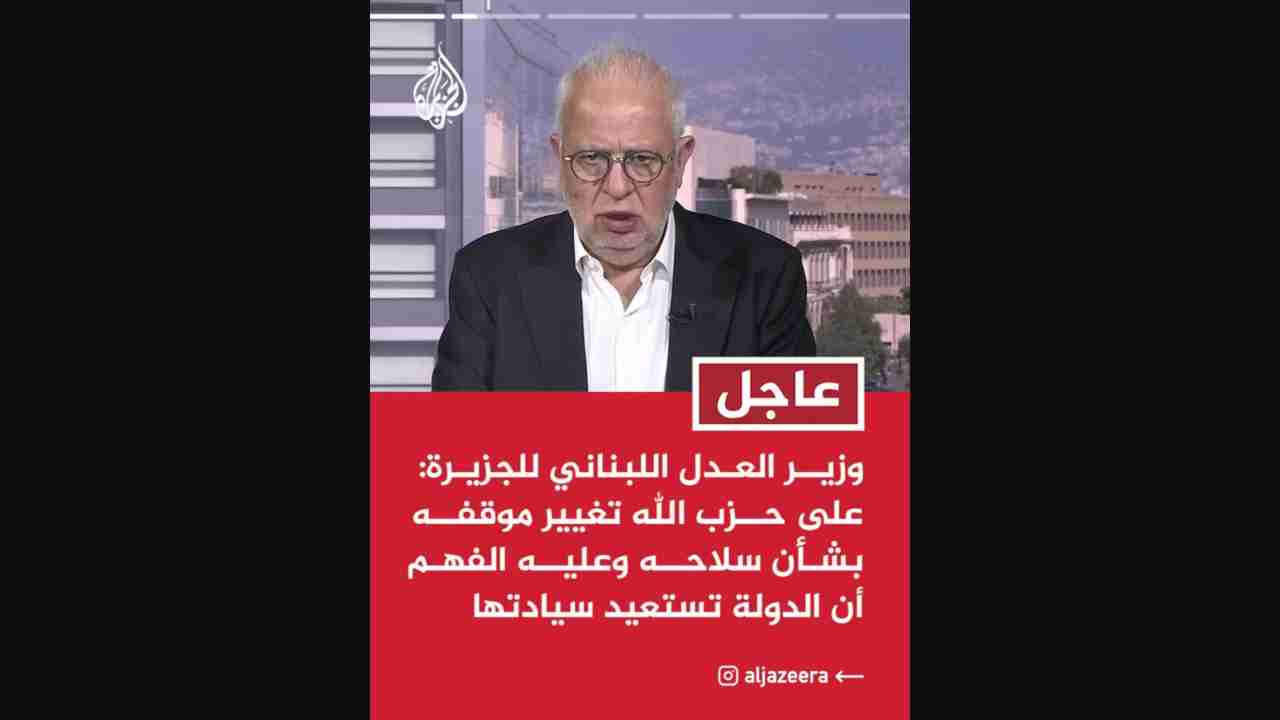 عاجل
وزير العدل اللبناني للجزيرة:
على حزب الله تغيير موقفه
بشأن سلاحه وعليه الفهم
أن الدولة تستعيد سيادتها
aljazeera